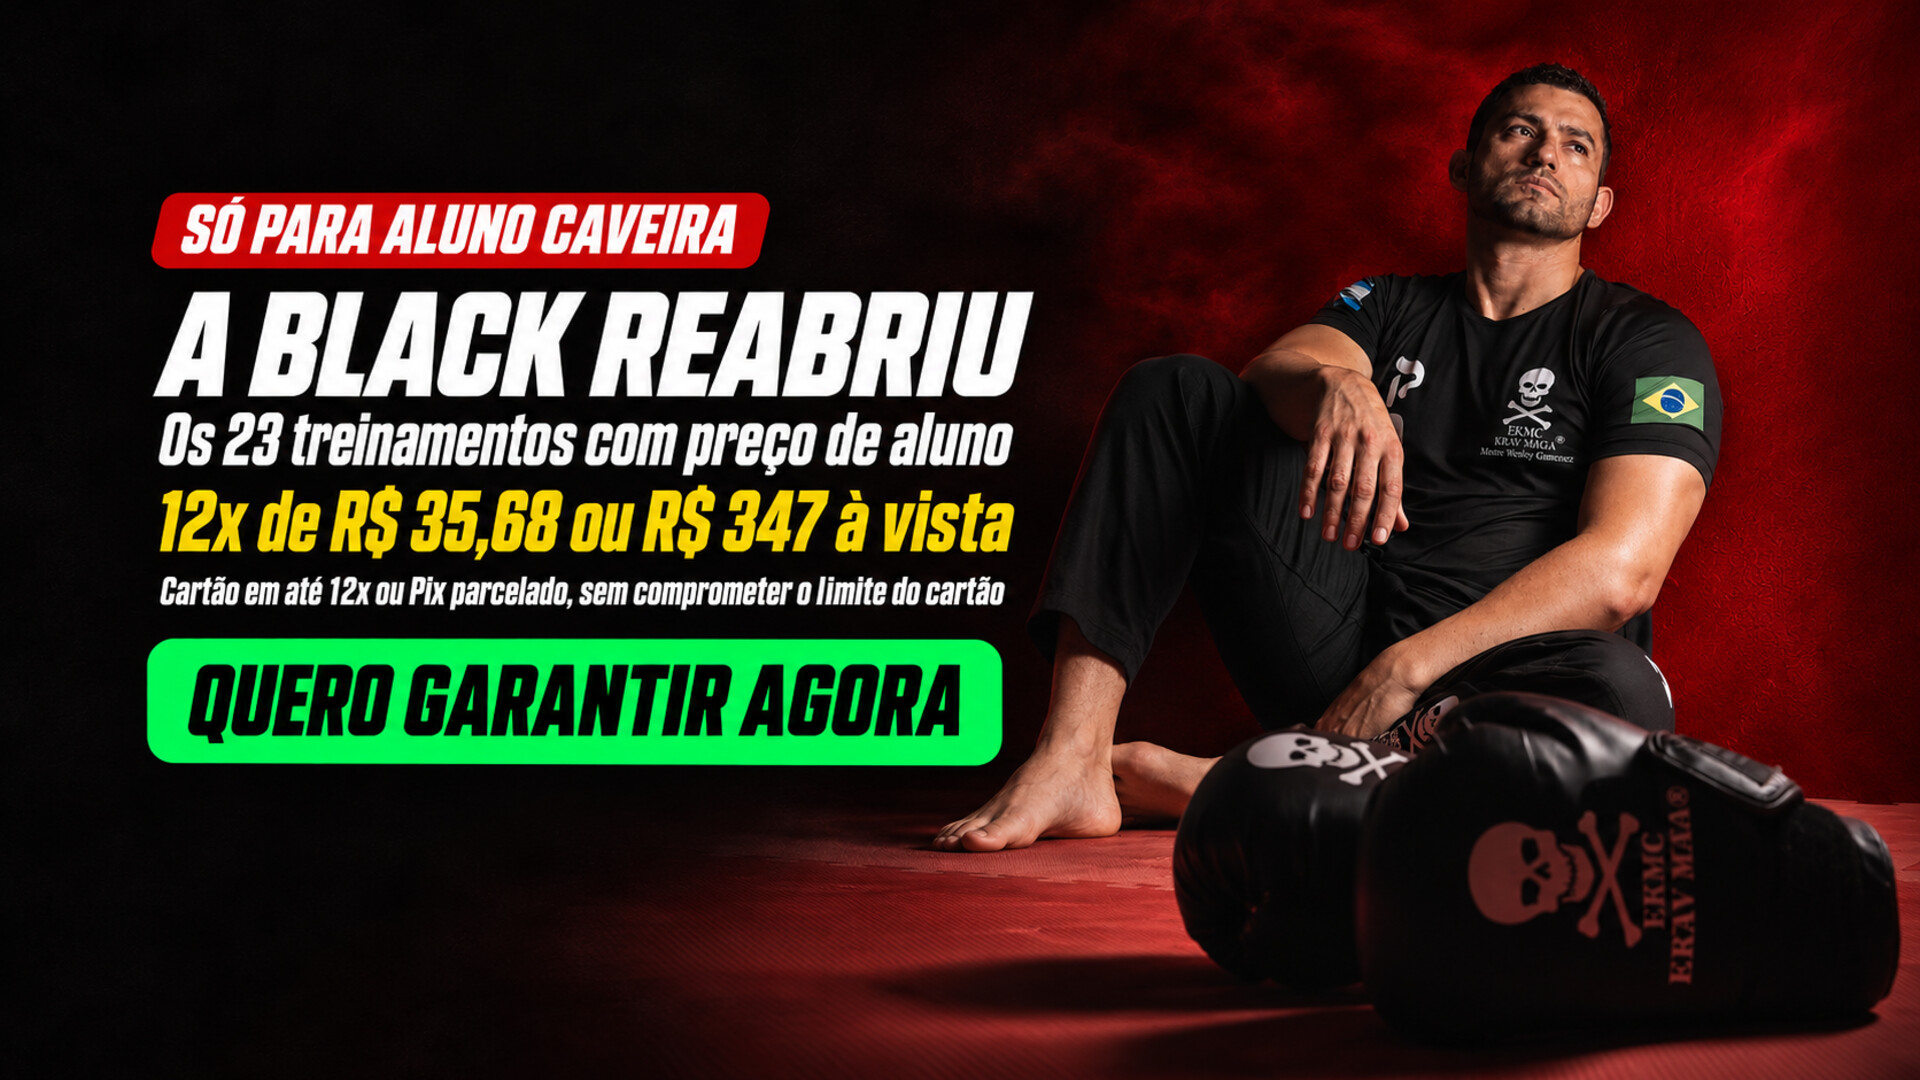 SÓ PARA ALUNO CAVEIRA
A BLACK REABRIU
Os 23 treinamentos com preço de aluno
12x de R$ 35,68 ou R$ 347 à vista
Cartão em até 12x ou Pix parcelado, sem comprometer o limite do cartão
QUERO GARANTIR AGORA
EKMC
KRAV MAGA®
Mestre Wesley Gimenez
EKMC
KRAV MAGA®